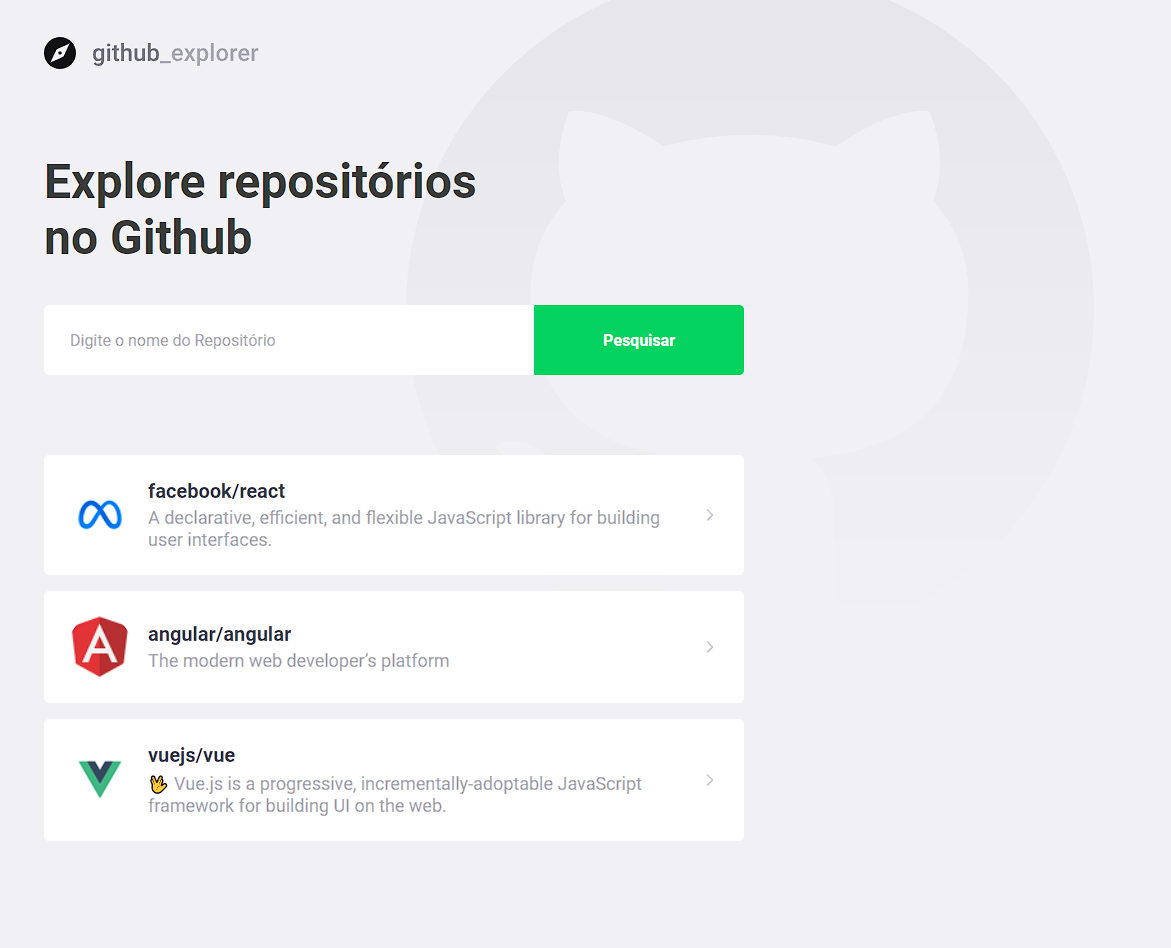 github_explorer
Explore repositórios
no Github
Digite o nome do Repositório
Pesquisar
facebook/react
A declarative, efficient, and flexible JavaScript library for building
user interfaces.
angular/angular
The modern web developer’s platform
vuejs/vue
🖖 Vue.js is a progressive, incrementally-adoptable JavaScript
framework for building UI on the web.